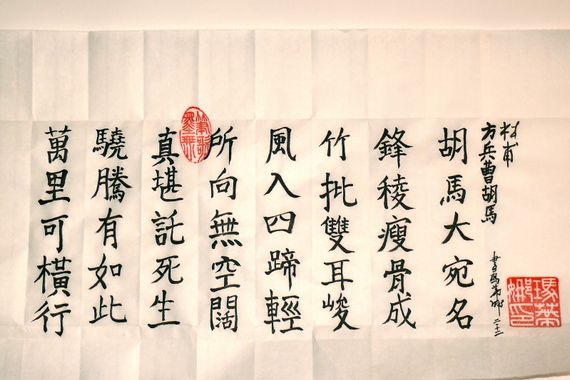 杜甫
方兵曹胡馬
胡馬大宛名
鋒稜瘦骨成
竹批雙耳峻
風入四蹄輕
所向無空闊
真堪託死生
驍騰有如此
萬里可橫行